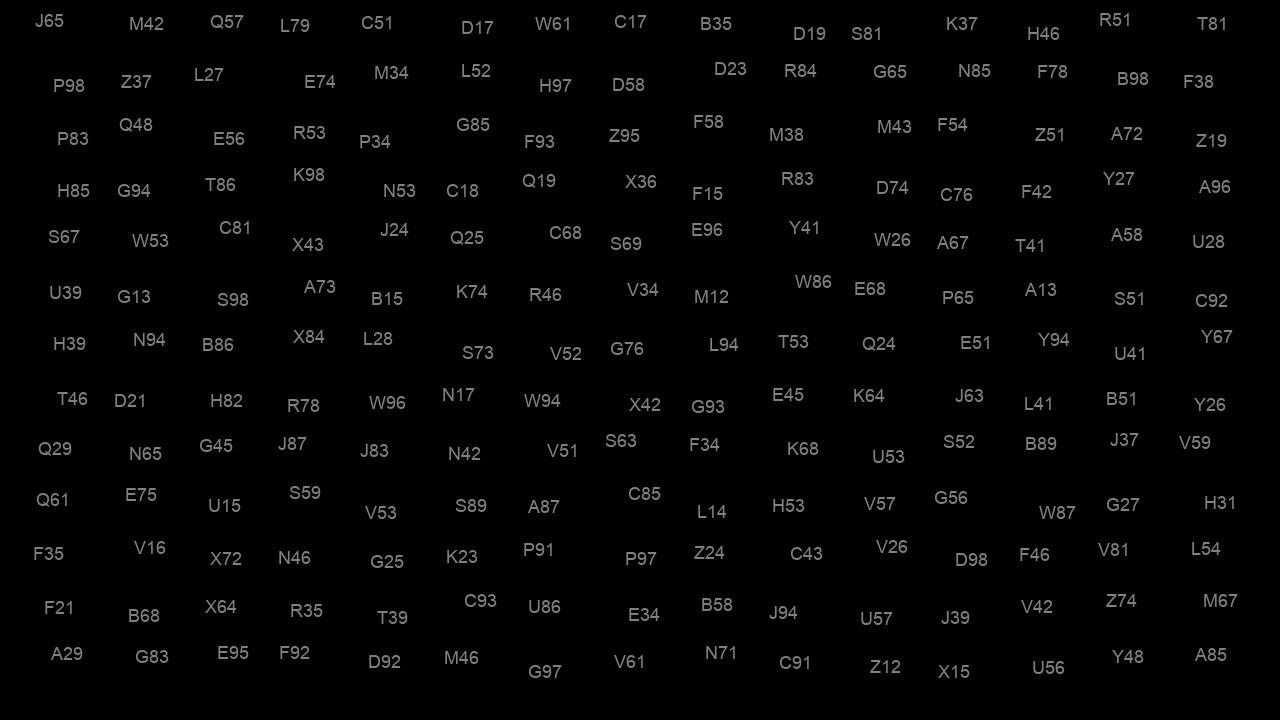 J65 M42 Q57 L79 C51 D17 W61 C17 B35 D19 S81 K37 H46 R51 T81
P98 Z37 L27 E74 M34 L52 H97 D58 D23 R84 G65 N85 F78 B98 F38
P83 Q48 E56 R53 P34 G85 F93 Z95 F58 M38 M43 F54 Z51 A72 Z19
H85 G94 T86 K98 N53 C18 Q19 X36 F15 R83 D74 C76 F42 Y27 A96
S67 W53 C81 X43 J24 Q25 C68 S69 E96 Y41 W26 A67 T41 A58 U28
U39 G13 S98 A73 B15 K74 R46 V34 M12 W86 E68 P65 A13 S51 C92
H39 N94 B86 X84 L28 S73 V52 G76 L94 T53 Q24 E51 Y94 U41 Y67
T46 D21 H82 R78 W96 N17 W94 X42 G93 E45 K64 J63 L41 B51 Y26
Q29 N65 G45 J87 J83 N42 V51 S63 F34 K68 U53 S52 B89 J37 V59
Q61 E75 U15 S59 V53 S89 A87 C85 L14 H53 V57 G56 W87 G27 H31
F35 V16 X72 N46 G25 K23 P91 P97 Z24 C43 V26 D98 F46 V81 L54
F21 B68 X64 R35 T39 C93 U86 E34 B58 J94 U57 J39 V42 Z74 M67
A29 G83 E95 F92 D92 M46 G97 V61 N71 C91 Z12 X15 U56 Y48 A85